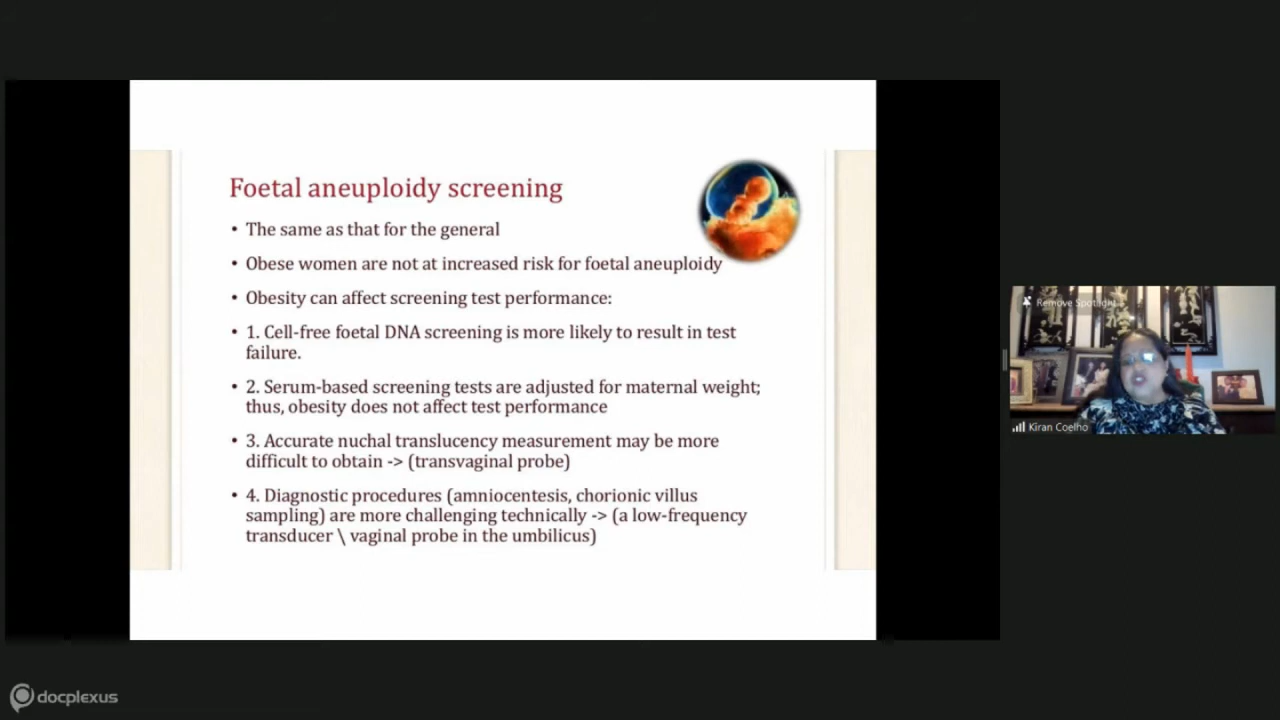 Foetal aneuploidy screening
• The same as that for the general
• Obese women are not at increased risk for foetal aneuploidy
• Obesity can affect screening test performance:
• 1. Cell-free foetal DNA screening is more likely to result in test
failure.
• 2. Serum-based screening tests are adjusted for maternal weight;
thus, obesity does not affect test performance
• 3. Accurate nuchal translucency measurement may be more
difficult to obtain -> (transvaginal probe)
• 4. Diagnostic procedures (amniocentesis, chorionic villus
sampling) are more challenging technically -> (a low-frequency
transducer \ vaginal probe in the umbilicus)
Remove Spotlight
Kiran Coelho
docplexus